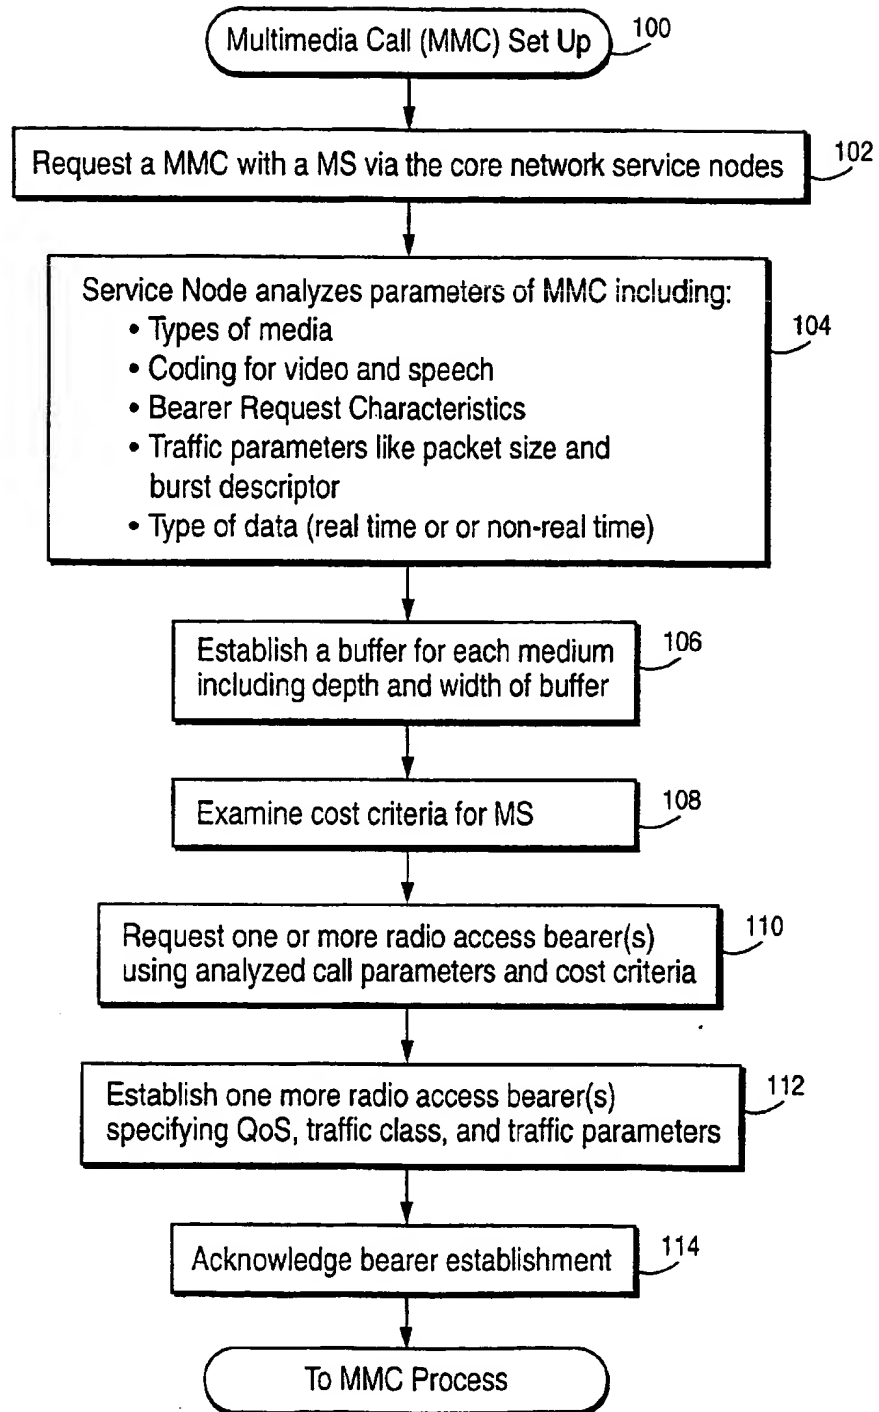 Multimedia Call (MMC) Set Up
100
Request a MMC with a MS via the core network service nodes
102
Service Node analyzes parameters of MMC including:
• Types of media
• Coding for video and speech
• Bearer Request Characteristics
• Traffic parameters like packet size and
burst descriptor
• Type of data (real time or or non-real time)
104
Establish a buffer for each medium
including depth and width of buffer
106
Examine cost criteria for MS
108
Request one or more radio access bearer(s)
using analyzed call parameters and cost criteria
110
Establish one more radio access bearer(s)
specifying QoS, traffic class, and traffic parameters
112
Acknowledge bearer establishment
114
To MMC Process